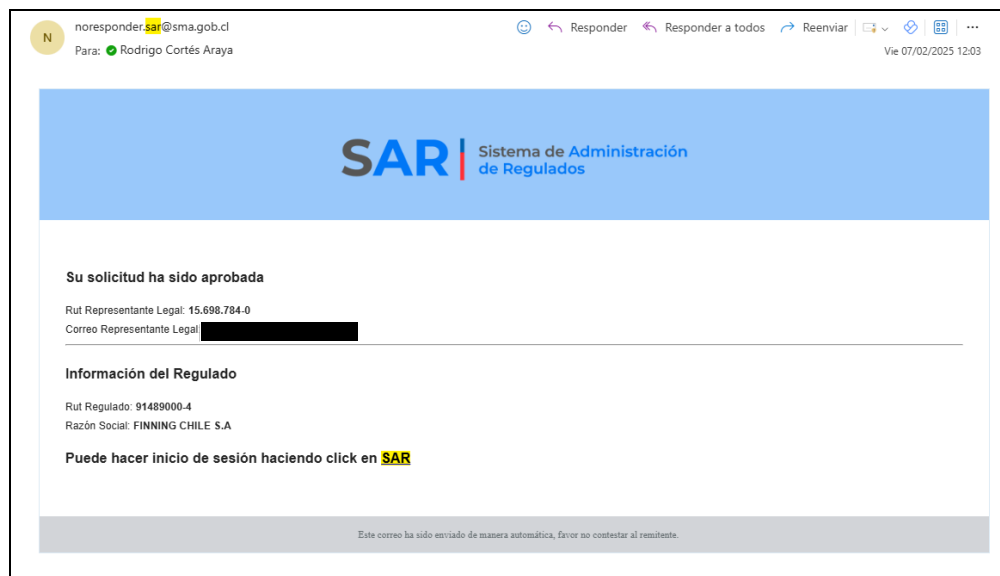 N
noresponder.sar@sma.gob.cl
Responder
Responder a todos
Reenviar
Para: Rodrigo Cortés Araya
Vie 07/02/2025 12:03
SAR
Sistema de Administración
de Regulados
Su solicitud ha sido aprobada
Rut Representante Legal: 15.698.784-0
Correo Representante Legal
Información del Regulado
Rut Regulado: 91489000-4
Razón Social: FINNING CHILE S.A
Puede hacer inicio de sesión haciendo click en SAR
Este correo ha sido enviado de manera automática, favor no contestar al remitente.